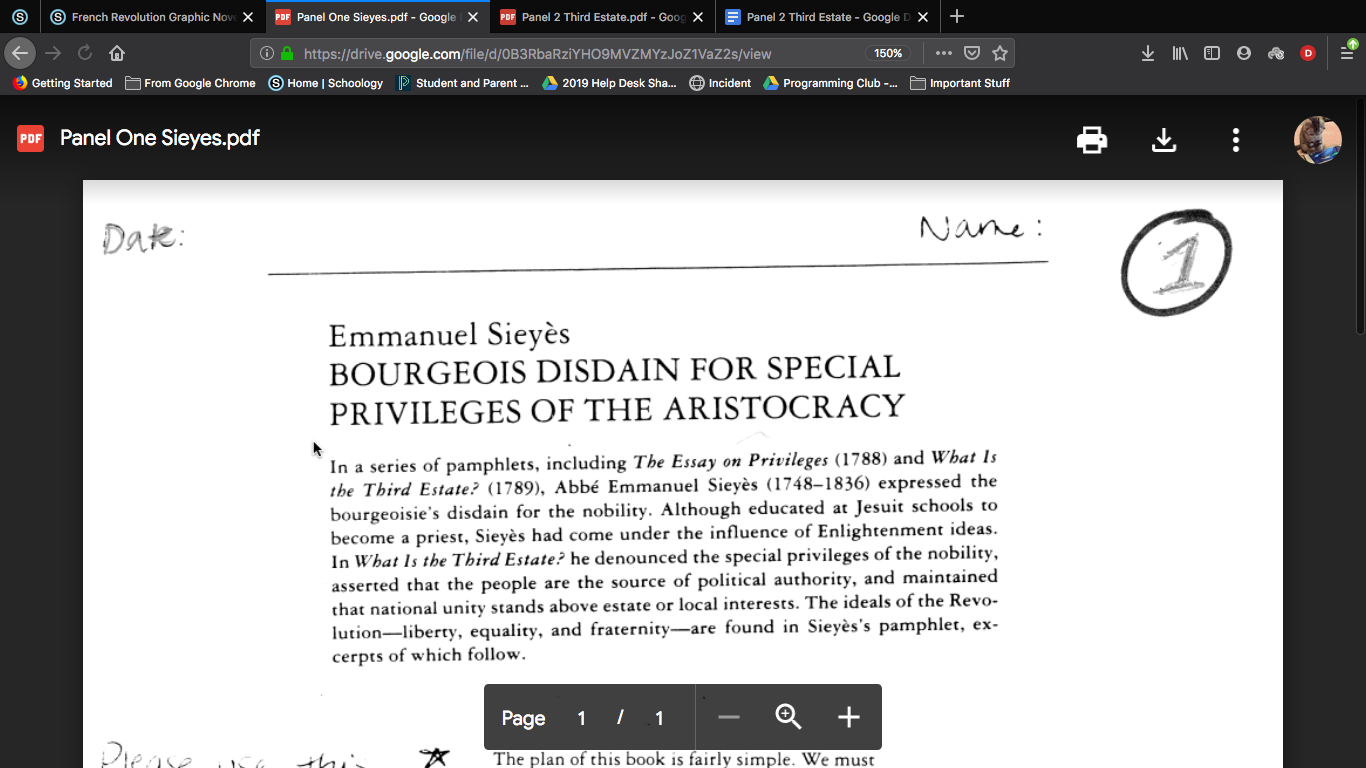 French Revolution Graphic Nov
Panel One Sieyes.pdf - Google
Panel 2 Third Estate.pdf - Goog
Panel 2 Third Estate - Google D
https://drive.google.com/file/d/0B3RbaRziYHO9MVZMYzJoZ1VaZ2s/view
150%
Getting Started
From Google Chrome
Home | Schoology
Student and Parent ...
2019 Help Desk Sha...
Incident
Programming Club -...
Important Stuff
PDF
Panel One Sieyes.pdf
Date:
Name:
1
Emmanuel Sieyès
BOURGEOIS DISDAIN FOR SPECIAL
PRIVILEGES OF THE ARISTOCRACY
In a series of pamphlets, including The Essay on Privileges (1788) and What Is
the Third Estate? (1789), Abbé Emmanuel Sieyès (1748–1836) expressed the
bourgeoisie's disdain for the nobility. Although educated at Jesuit schools to
become a priest, Sieyès had come under the influence of Enlightenment ideas.
In What Is the Third Estate? he denounced the special privileges of the nobility,
asserted that the people are the source of political authority, and maintained
that national unity stands above estate or local interests. The ideals of the Revo-
lution—liberty, equality, and fraternity—are found in Sieyès's pamphlet, ex-
cerpts of which follow.
Page 1 / 1
Please use this
The plan of this book is fairly simple. We must